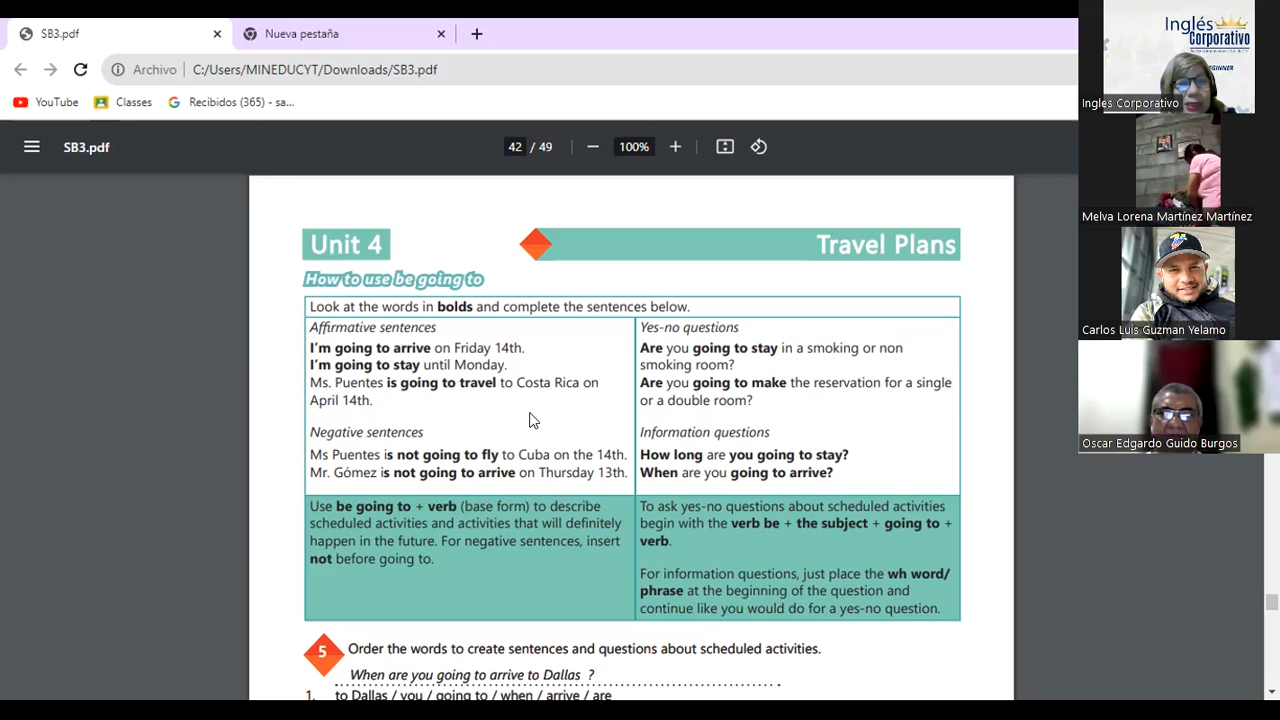 SB3.pdf
Nueva pestaña
Archivo
C:/Users/MINEDUCYT/Downloads/SB3.pdf
YouTube
Classes
Recibidos (365) - sa...
SB3.pdf
42 / 49
100%
Unit 4
Travel Plans
How to use be going to
Look at the words in bolds and complete the sentences below.
Affirmative sentences
I'm going to arrive on Friday 14th.
I'm going to stay until Monday.
Ms. Puentes is going to travel to Costa Rica on
April 14th.
Negative sentences
Ms Puentes is not going to fly to Cuba on the 14th.
Mr. Gómez is not going to arrive on Thursday 13th.
Yes-no questions
Are you going to stay in a smoking or non
smoking room?
Are you going to make the reservation for a single
or a double room?
Information questions
How long are you going to stay?
When are you going to arrive?
Use be going to + verb (base form) to describe
scheduled activities and activities that will definitely
happen in the future. For negative sentences, insert
not before going to.
To ask yes-no questions about scheduled activities
begin with the verb be + the subject + going to +
verb.
For information questions, just place the wh word/
phrase at the beginning of the question and
continue like you would do for a yes-no question.
5
Order the words to create sentences and questions about scheduled activities.
When are you going to arrive to Dallas ?
1. to Dallas / you / going to / when / arrive / are
Inglés
Corporativo
Inglés Corporativo
Melva Lorena Martínez Martínez
Carlos Luis Guzman Yelamo
Oscar Edgardo Guido Burgos